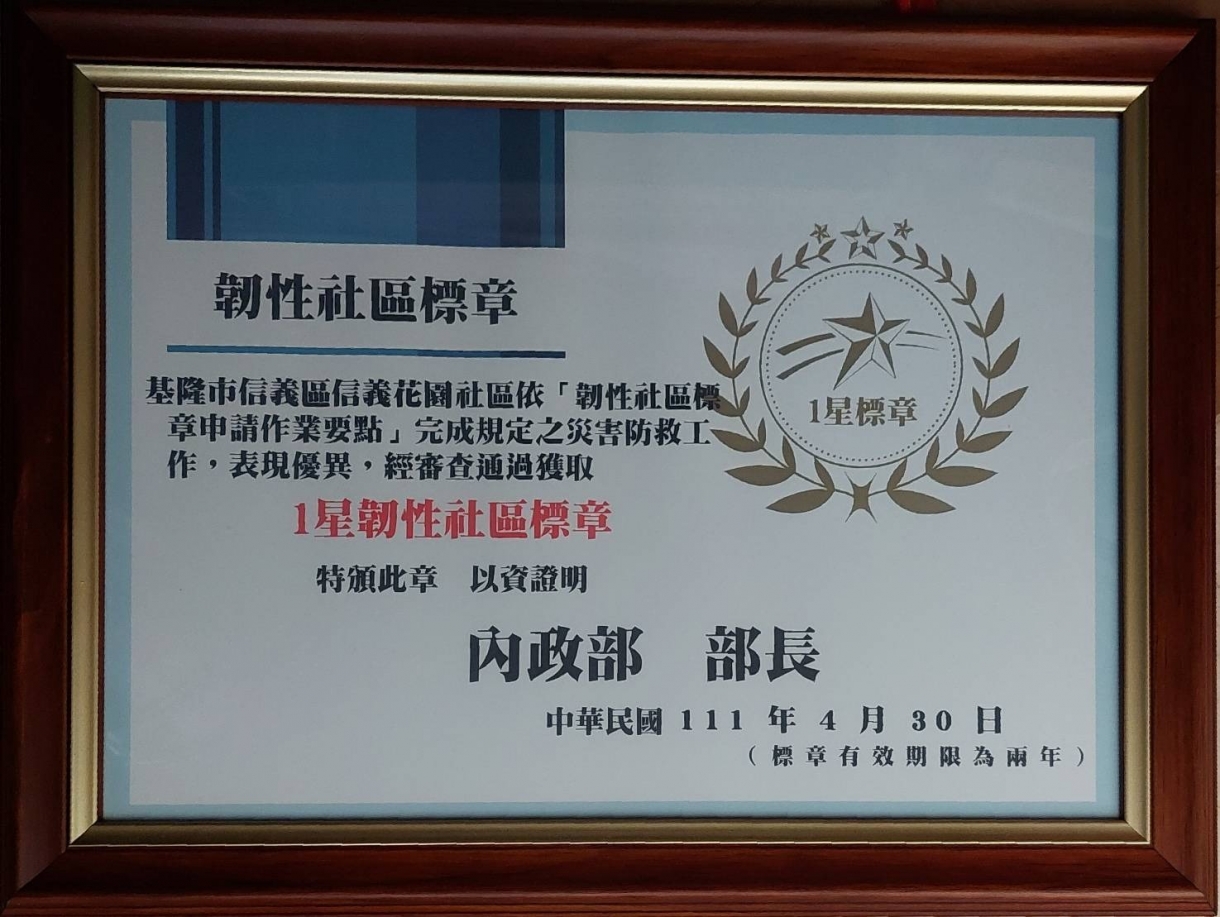 韌性社區標章
基隆市信義區信義花園社區依「韌性社區標
章申請作業要點」完成規定之災害防救工
作，表現優異，經審查通過獲取
1星韌性社區標章
特頒此章　以資證明
內政部　部長
中華民國 111 年 4 月 30 日
（標章有效期限為兩年）
1星標章